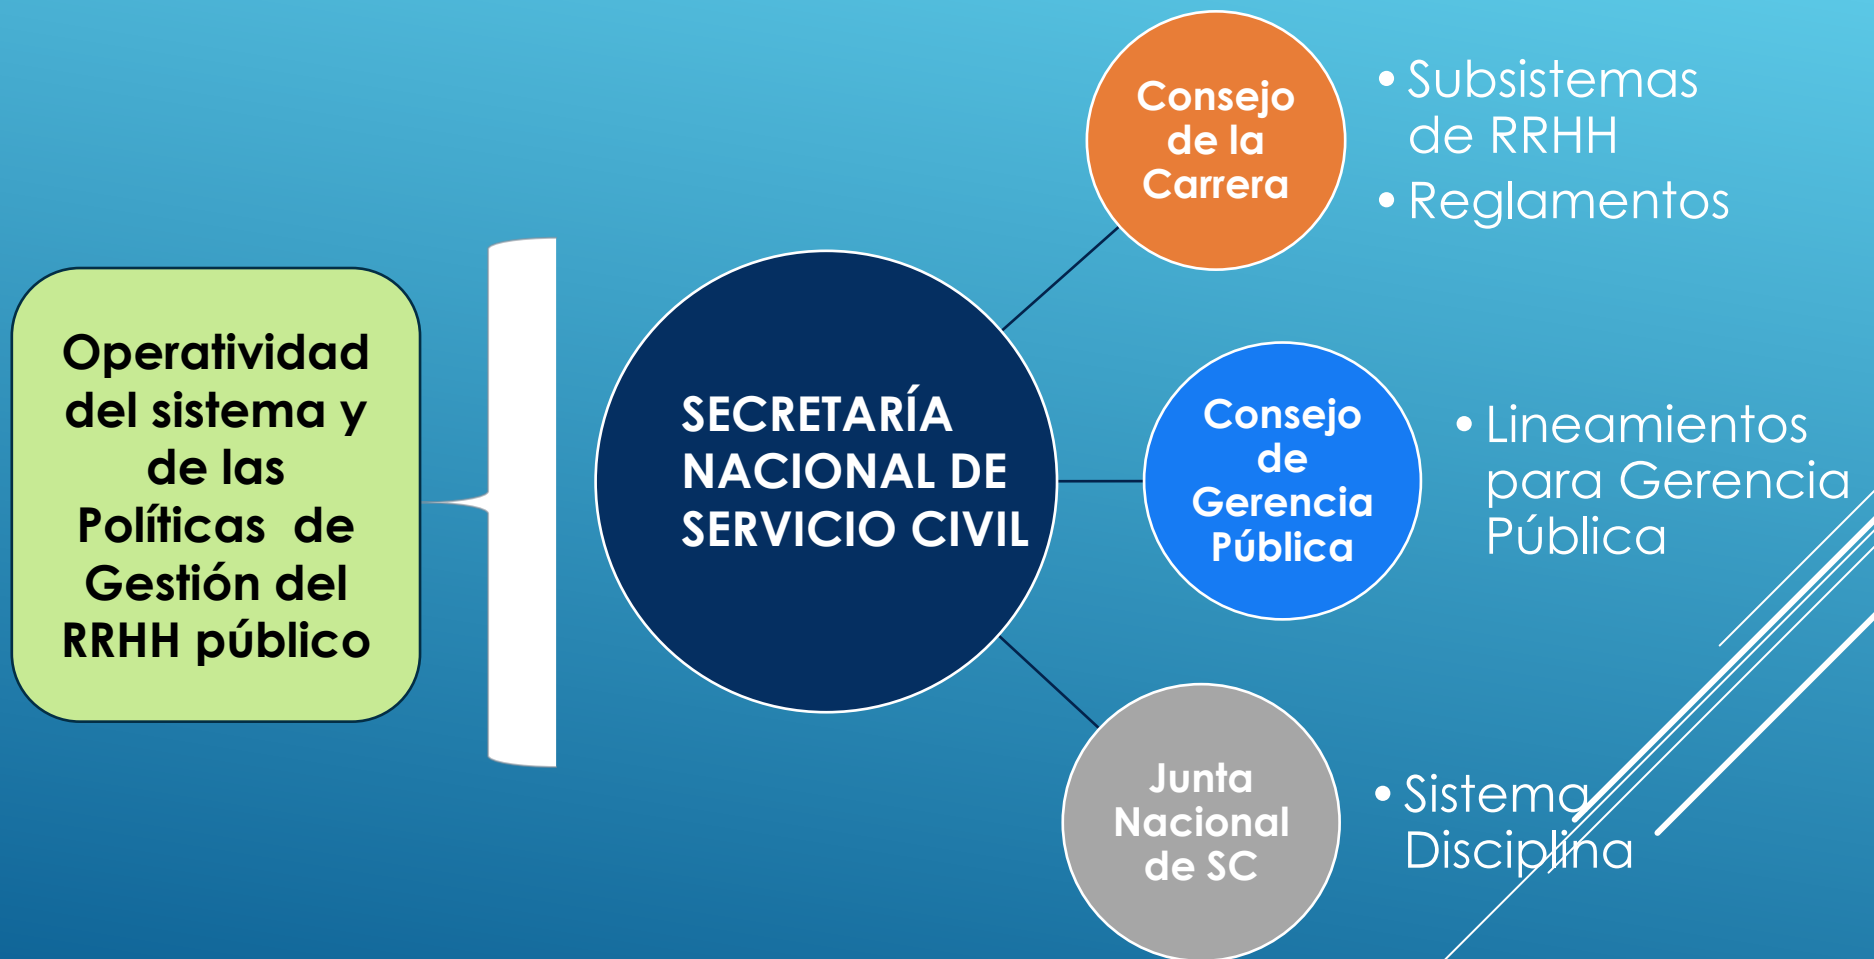 Operatividad
del sistema y
de las
Políticas de
Gestión del
RRHH público
SECRETARÍA
NACIONAL DE
SERVICIO CIVIL
Consejo
de la
Carrera
• Subsistemas
de RRHH
• Reglamentos
Consejo
de
Gerencia
Pública
• Lineamientos
para Gerencia
Pública
Junta
Nacional
de SC
• Sistema
Disciplina